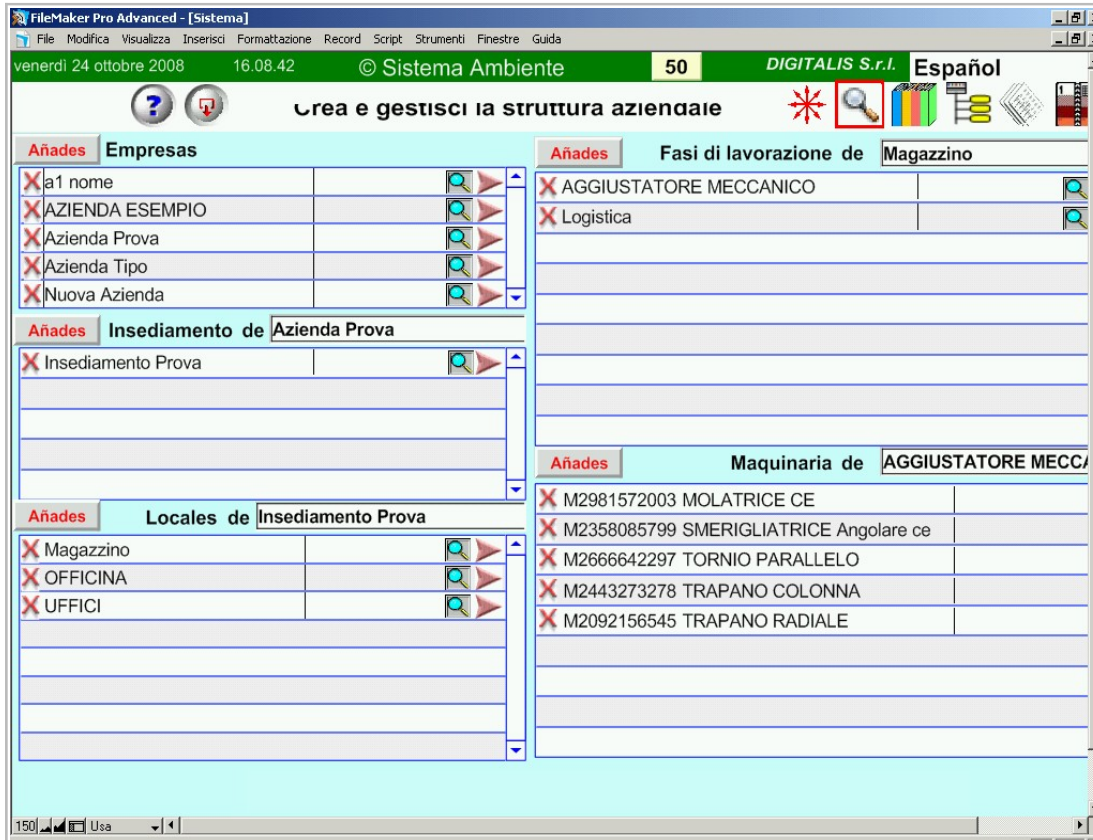 FileMaker Pro Advanced - [Sistema]
File Modifica Visualizza Inserisci Formattazione Record Script Strumenti Finestre Guida
venerdì 24 ottobre 2008 16.08.42 © Sistema Ambiente 50 DIGITALIS S.r.l. Español
Crea e gestisci la struttura aziendale
Añades Empresas
a1 nome
AZIENDA ESEMPIO
Azienda Prova
Azienda Tipo
Nuova Azienda
Añades Insediamento de Azienda Prova
Insediamento Prova
Añades Locales de Insediamento Prova
Magazzino
OFFICINA
UFFICI
Añades Fasi di lavorazione de Magazzino
AGGIUSTATORE MECCANICO
Logistica
Añades Maquinaria de AGGIUSTATORE MECCA
M2981572003 MOLATRICE CE
M2358085799 SMERIGLIATRICE Angolare ce
M2666642297 TORNIO PARALLELO
M2443273278 TRAPANO COLONNA
M2092156545 TRAPANO RADIALE
150 Usa